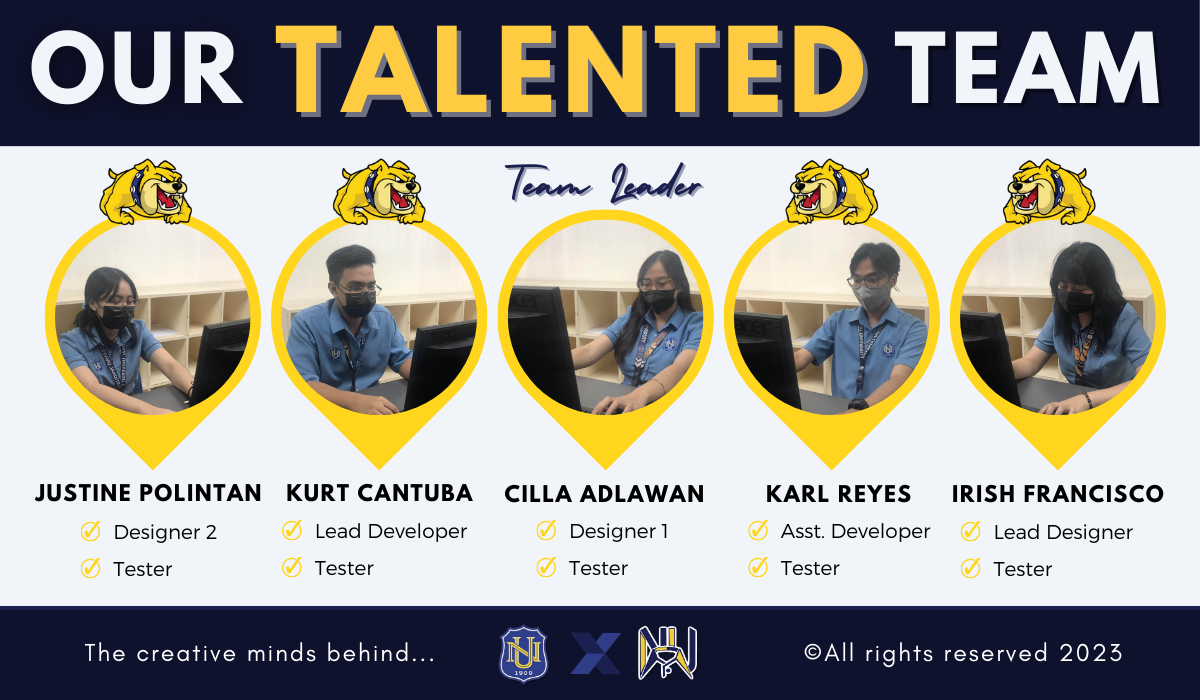 OUR TALENTED TEAM
Team Leader
JUSTINE POLINTAN
Designer 2
Tester
KURT CANTUBA
Lead Developer
Tester
CILLA ADLAWAN
Designer 1
Tester
KARL REYES
Asst. Developer
Tester
IRISH FRANCISCO
Lead Designer
Tester
The creative minds behind...
NU
1900
X
©All rights reserved 2023